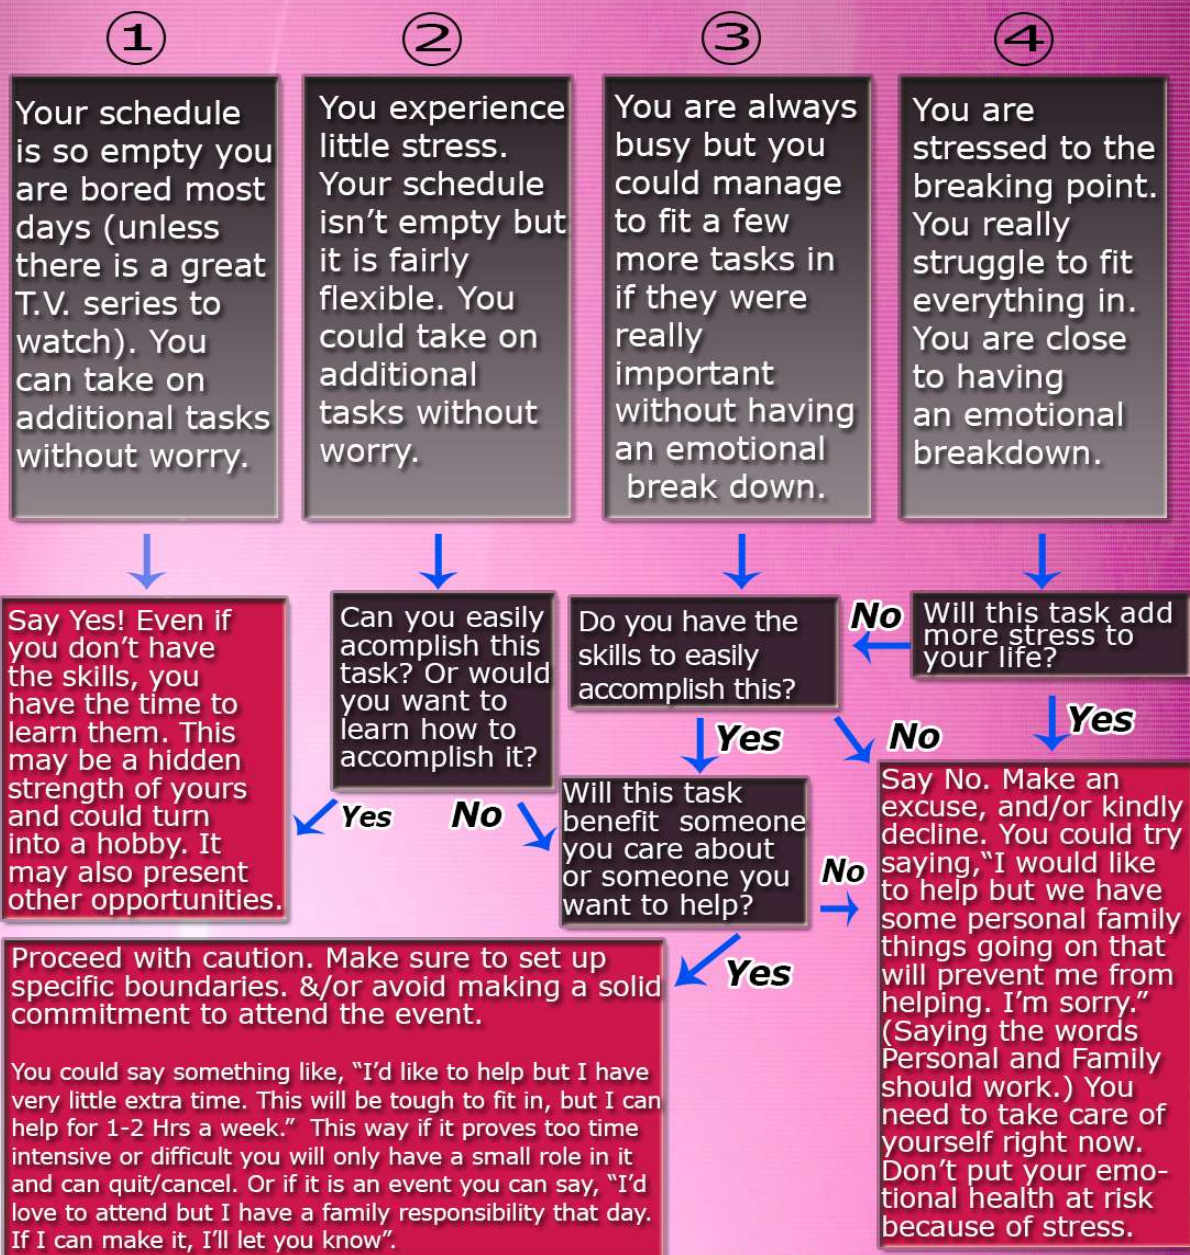 1
2
3
4
Your schedule
is so empty you
are bored most
days (unless
there is a great
T.V. series to
watch). You
can take on
additional tasks
without worry.
You experience
little stress.
Your schedule
isn't empty but
it is fairly
flexible. You
could take on
additional
tasks without
worry.
You are always
busy but you
could manage
to fit a few
more tasks in
if they were
really
important
without having
an emotional
break down.
You are
stressed to the
breaking point.
You really
struggle to fit
everything in.
You are close
to having
an emotional
breakdown.
Say Yes! Even if
you don't have
the skills, you
have the time to
learn them. This
may be a hidden
strength of yours
and could turn
into a hobby. It
may also present
other opportunities.
Can you easily
acomplish this
task? Or would
you want to
learn how to
accomplish it?
Yes
No
Do you have the
skills to easily
accomplish this?
No
Will this task add
more stress to
your life?
Yes
No
Yes
Will this task
benefit someone
you care about
or someone you
want to help?
No
Yes
Say No. Make an
excuse, and/or kindly
decline. You could try
saying,“I would like
to help but we have
some personal family
things going on that
will prevent me from
helping. I'm sorry.”
(Saying the words
Personal and Family
should work.) You
need to take care of
yourself right now.
Don't put your emo-
tional health at risk
because of stress.
Proceed with caution. Make sure to set up
specific boundaries. &/or avoid making a solid
commitment to attend the event.
You could say something like, “I'd like to help but I have
very little extra time. This will be tough to fit in, but I can
help for 1-2 Hrs a week.” This way if it proves too time
intensive or difficult you will only have a small role in it
and can quit/cancel. Or if it is an event you can say, “I'd
love to attend but I have a family responsibility that day.
If I can make it, I'll let you know”.